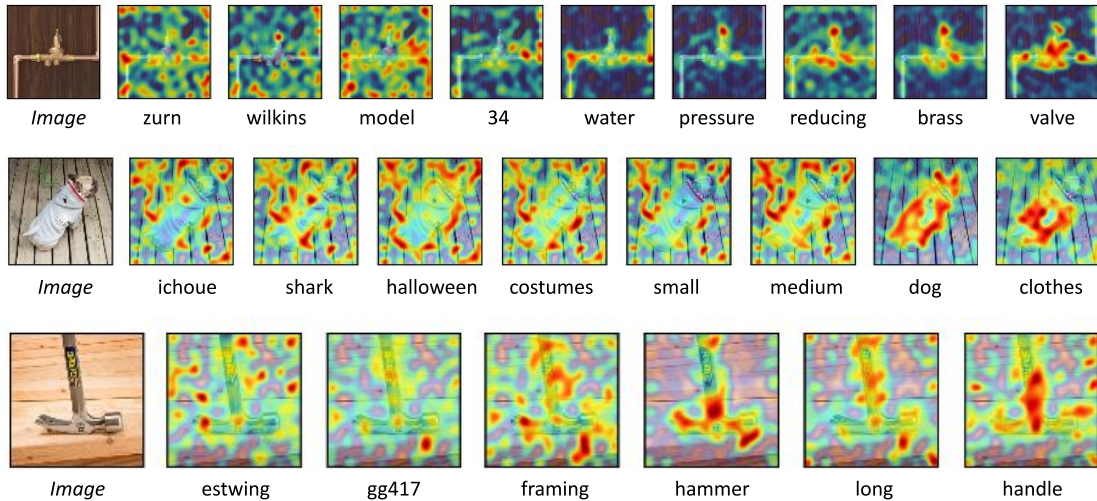 Image zurn wilkins model 34 water pressure reducing brass valve
Image ichoue shark halloween costumes small medium dog clothes
Image estwing gg417 framing hammer long handle